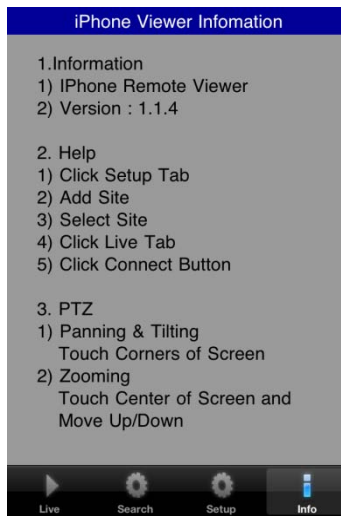 iPhone Viewer Infomation
1.Information
1) IPhone Remote Viewer
2) Version : 1.1.4
2. Help
1) Click Setup Tab
2) Add Site
3) Select Site
4) Click Live Tab
5) Click Connect Button
3. PTZ
1) Panning & Tilting
Touch Corners of Screen
2) Zooming
Touch Center of Screen and
Move Up/Down
Live Search Setup Info